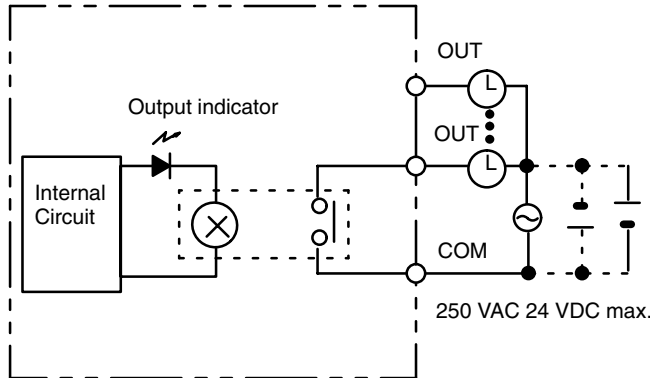 OUT
L
Output indicator
OUT
L
Internal
Circuit
COM
250 VAC 24 VDC max.